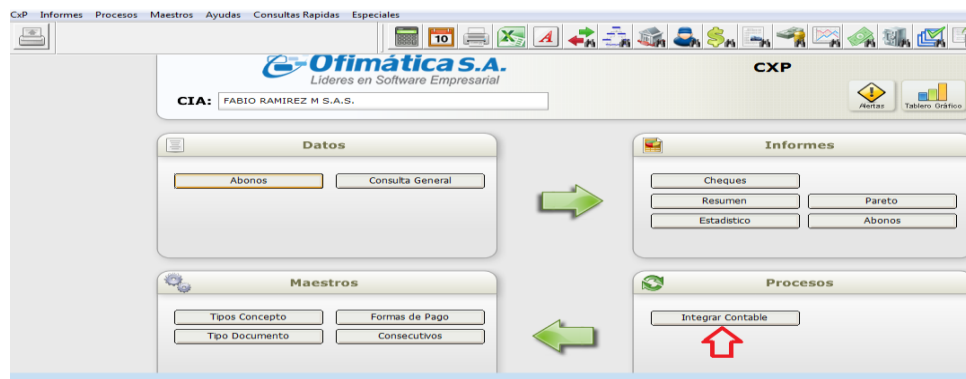 CxP Informes Procesos Maestros Ayudas Consultas Rapidas Especiales
10
A
Ofimática S.A.
Lideres en Software Empresarial
CXP
CIA: FABIO RAMIREZ M S.A.S.
Alertas
Tablero Gráfico
Datos
Abonos
Consulta General
Informes
Cheques
Resumen
Pareto
Estadistico
Abonos
Maestros
Tipos Concepto
Formas de Pago
Tipo Documento
Consecutivos
Procesos
Integrar Contable